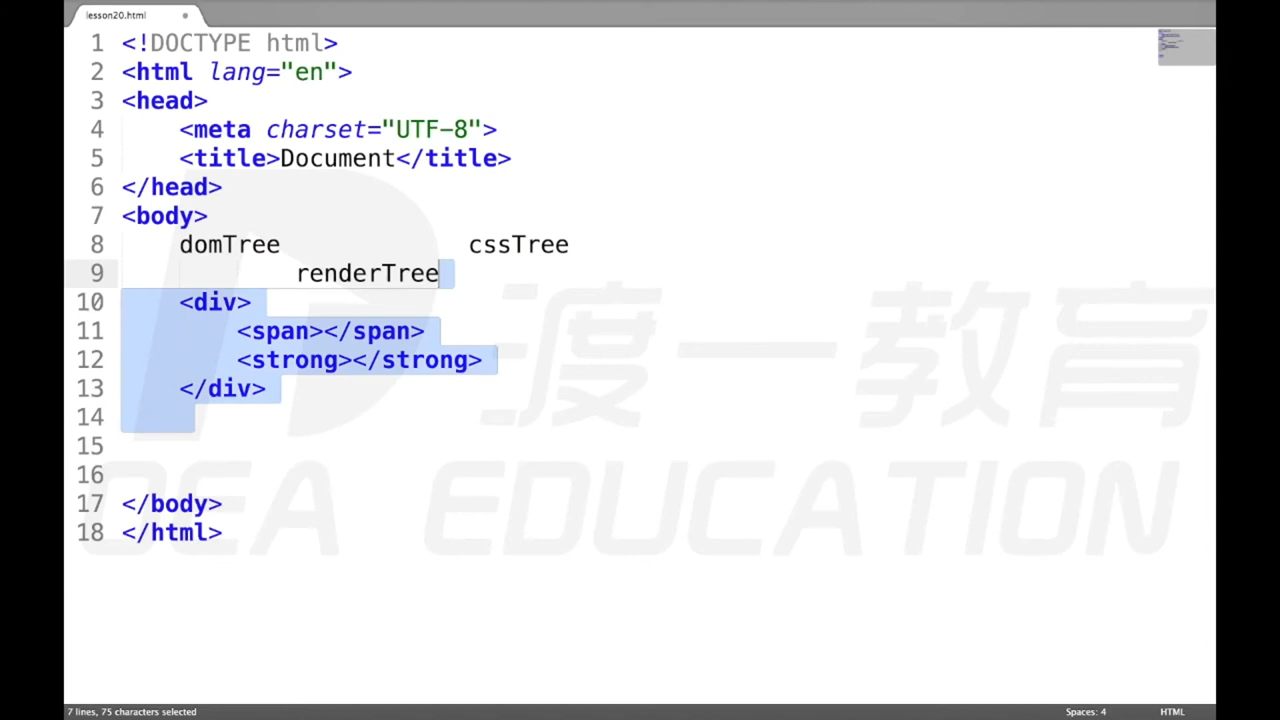 lesson20.html
1 <!DOCTYPE html>
2 <html lang="en">
3 <head>
4     <meta charset="UTF-8">
5     <title>Document</title>
6 </head>
7 <body>
8     domTree             cssTree
9             renderTree
10     <div>
11         <span></span>
12         <strong></strong>
13     </div>
14
15
16
17 </body>
18 </html>
渡一教育
DEA EDUCATION
7 lines, 75 characters selected
Spaces: 4
HTML